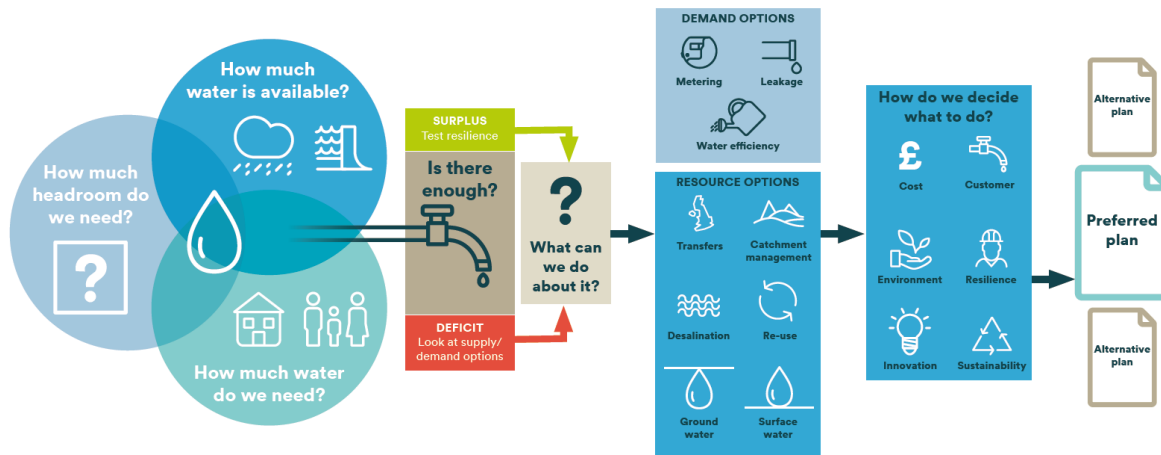 How much
water is available?
How much
headroom do
we need?
?
How much water
do we need?
SURPLUS
Test resilience
Is there
enough?
DEFICIT
Look at supply/
demand options
?
What can
we do
about it?
DEMAND OPTIONS
Metering
Leakage
Water efficiency
RESOURCE OPTIONS
Transfers
Catchment
management
Desalination
Re-use
Ground
water
Surface
water
How do we decide
what to do?
£
Cost
Customer
Environment
Resilience
Innovation
Sustainability
Alternative
plan
Preferred
plan
Alternative
plan